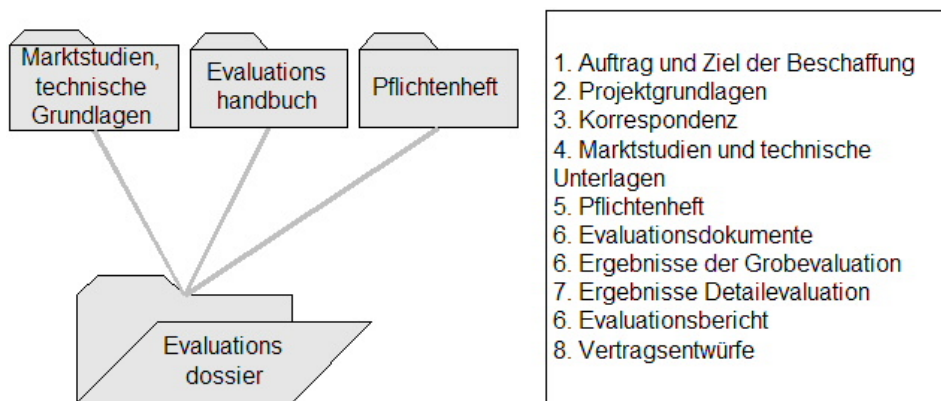 Marktstudien,
technische
Grundlagen
Evaluations
handbuch
Pflichtenheft
Evaluations
dossier
1. Auftrag und Ziel der Beschaffung
2. Projektgrundlagen
3. Korrespondenz
4. Marktstudien und technische
Unterlagen
5. Pflichtenheft
6. Evaluationsdokumente
6. Ergebnisse der Grobevaluation
7. Ergebnisse Detailevaluation
6. Evaluationsbericht
8. Vertragsentwürfe